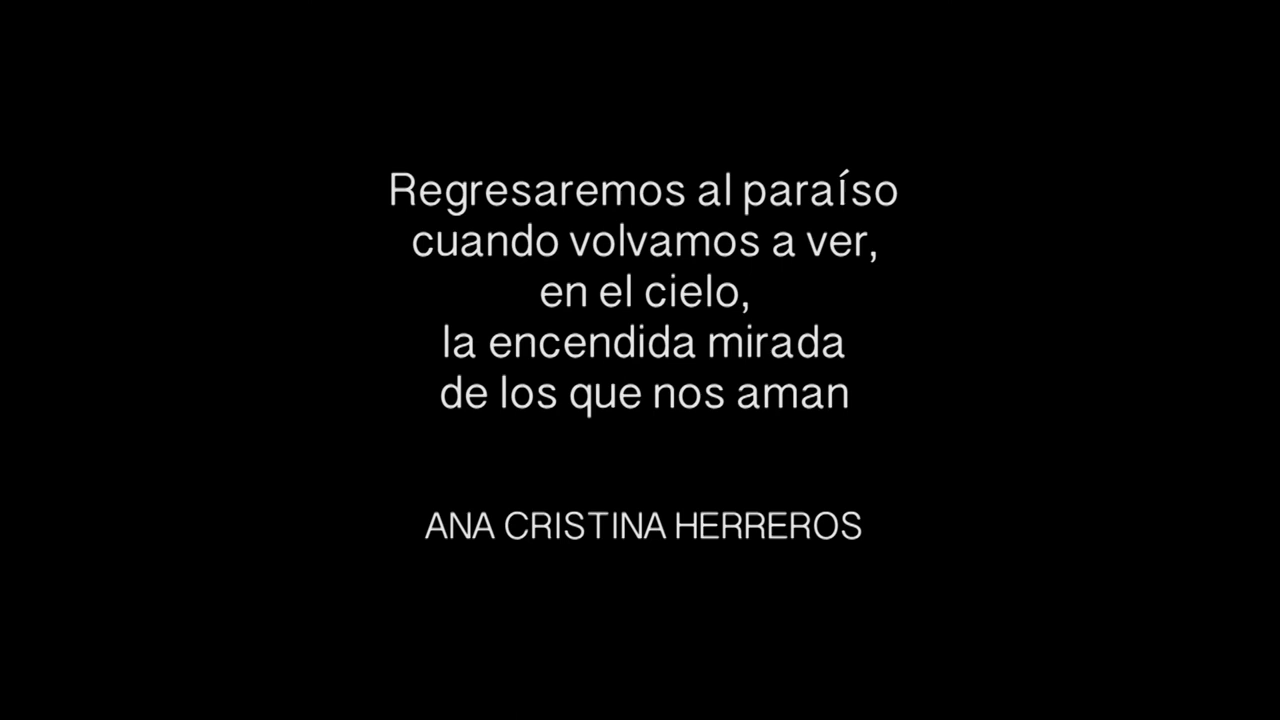 Regresaremos al paraíso
cuando volvamos a ver,
en el cielo,
la encendida mirada
de los que nos aman
ANA CRISTINA HERREROS